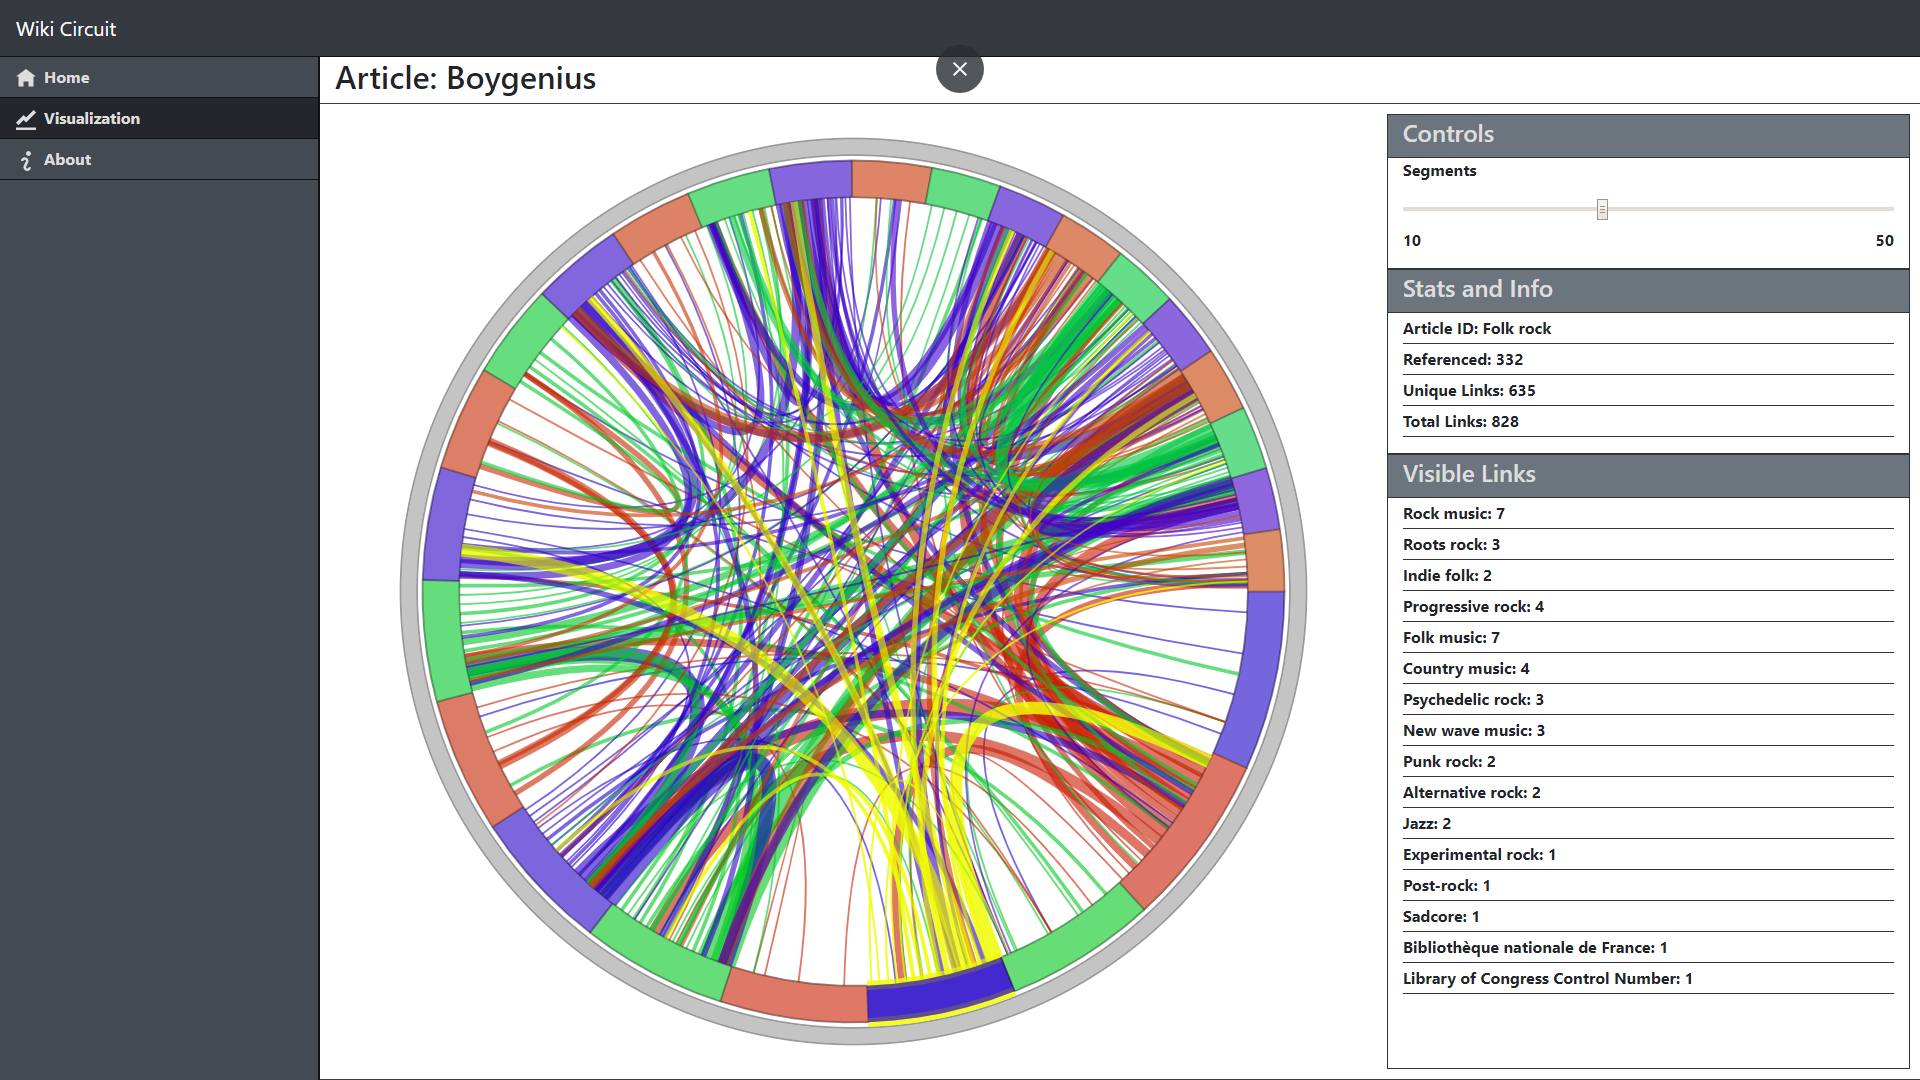 Wiki Circuit
Home
Visualization
About
Article: Boygenius
Controls
Segments
10 50
Stats and Info
Article ID: Folk rock
Referenced: 332
Unique Links: 635
Total Links: 828
Visible Links
Rock music: 7
Roots rock: 3
Indie folk: 2
Progressive rock: 4
Folk music: 7
Country music: 4
Psychedelic rock: 3
New wave music: 3
Punk rock: 2
Alternative rock: 2
Jazz: 2
Experimental rock: 1
Post-rock: 1
Sadcore: 1
Bibliothèque nationale de France: 1
Library of Congress Control Number: 1